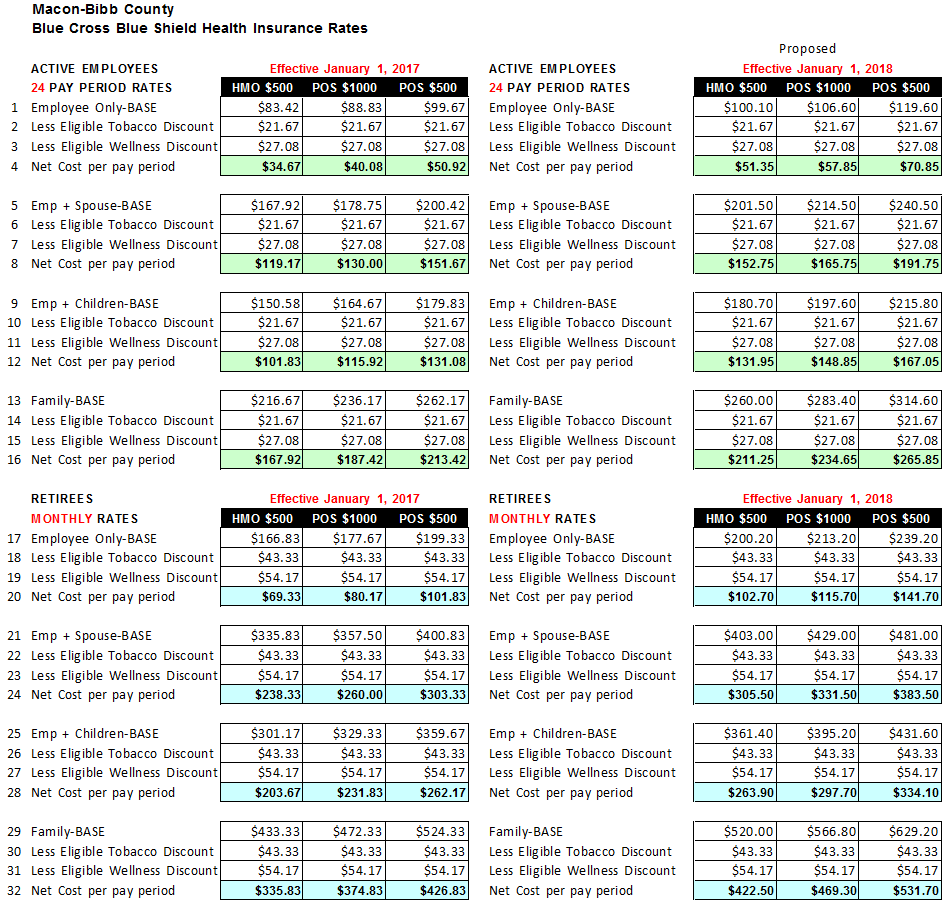 Macon-Bibb County
Blue Cross Blue Shield Health Insurance Rates
Proposed
ACTIVE EMPLOYEES Effective January 1, 2017 ACTIVE EMPLOYEES Effective January 1, 2018
24 PAY PERIOD RATES HMO $500 POS $1000 POS $500 24 PAY PERIOD RATES HMO $500 POS $1000 POS $500
1 Employee Only-BASE $83.42 $88.83 $99.67 Employee Only-BASE $100.10 $106.60 $119.60
2 Less Eligible Tobacco Discount $21.67 $21.67 $21.67 Less Eligible Tobacco Discount $21.67 $21.67 $21.67
3 Less Eligible Wellness Discount $27.08 $27.08 $27.08 Less Eligible Wellness Discount $27.08 $27.08 $27.08
4 Net Cost per pay period $34.67 $40.08 $50.92 Net Cost per pay period $51.35 $57.85 $70.85
5 Emp + Spouse-BASE $167.92 $178.75 $200.42 Emp + Spouse-BASE $201.50 $214.50 $240.50
6 Less Eligible Tobacco Discount $21.67 $21.67 $21.67 Less Eligible Tobacco Discount $21.67 $21.67 $21.67
7 Less Eligible Wellness Discount $27.08 $27.08 $27.08 Less Eligible Wellness Discount $27.08 $27.08 $27.08
8 Net Cost per pay period $119.17 $130.00 $151.67 Net Cost per pay period $152.75 $165.75 $191.75
9 Emp + Children-BASE $150.58 $164.67 $179.83 Emp + Children-BASE $180.70 $197.60 $215.80
10 Less Eligible Tobacco Discount $21.67 $21.67 $21.67 Less Eligible Tobacco Discount $21.67 $21.67 $21.67
11 Less Eligible Wellness Discount $27.08 $27.08 $27.08 Less Eligible Wellness Discount $27.08 $27.08 $27.08
12 Net Cost per pay period $101.83 $115.92 $131.08 Net Cost per pay period $131.95 $148.85 $167.05
13 Family-BASE $216.67 $236.17 $262.17 Family-BASE $260.00 $283.40 $314.60
14 Less Eligible Tobacco Discount $21.67 $21.67 $21.67 Less Eligible Tobacco Discount $21.67 $21.67 $21.67
15 Less Eligible Wellness Discount $27.08 $27.08 $27.08 Less Eligible Wellness Discount $27.08 $27.08 $27.08
16 Net Cost per pay period $167.92 $187.42 $213.42 Net Cost per pay period $211.25 $234.65 $265.85
RETIREES Effective January 1, 2017 RETIREES Effective January 1, 2018
MONTHLY RATES HMO $500 POS $1000 POS $500 MONTHLY RATES HMO $500 POS $1000 POS $500
17 Employee Only-BASE $166.83 $177.67 $199.33 Employee Only-BASE $200.20 $213.20 $239.20
18 Less Eligible Tobacco Discount $43.33 $43.33 $43.33 Less Eligible Tobacco Discount $43.33 $43.33 $43.33
19 Less Eligible Wellness Discount $54.17 $54.17 $54.17 Less Eligible Wellness Discount $54.17 $54.17 $54.17
20 Net Cost per pay period $69.33 $80.17 $101.83 Net Cost per pay period $102.70 $115.70 $141.70
21 Emp + Spouse-BASE $335.83 $357.50 $400.83 Emp + Spouse-BASE $403.00 $429.00 $481.00
22 Less Eligible Tobacco Discount $43.33 $43.33 $43.33 Less Eligible Tobacco Discount $43.33 $43.33 $43.33
23 Less Eligible Wellness Discount $54.17 $54.17 $54.17 Less Eligible Wellness Discount $54.17 $54.17 $54.17
24 Net Cost per pay period $238.33 $260.00 $303.33 Net Cost per pay period $305.50 $331.50 $383.50
25 Emp + Children-BASE $301.17 $329.33 $359.67 Emp + Children-BASE $361.40 $395.20 $431.60
26 Less Eligible Tobacco Discount $43.33 $43.33 $43.33 Less Eligible Tobacco Discount $43.33 $43.33 $43.33
27 Less Eligible Wellness Discount $54.17 $54.17 $54.17 Less Eligible Wellness Discount $54.17 $54.17 $54.17
28 Net Cost per pay period $203.67 $231.83 $262.17 Net Cost per pay period $263.90 $297.70 $334.10
29 Family-BASE $433.33 $472.33 $524.33 Family-BASE $520.00 $566.80 $629.20
30 Less Eligible Tobacco Discount $43.33 $43.33 $43.33 Less Eligible Tobacco Discount $43.33 $43.33 $43.33
31 Less Eligible Wellness Discount $54.17 $54.17 $54.17 Less Eligible Wellness Discount $54.17 $54.17 $54.17
32 Net Cost per pay period $335.83 $374.83 $426.83 Net Cost per pay period $422.50 $469.30 $531.70